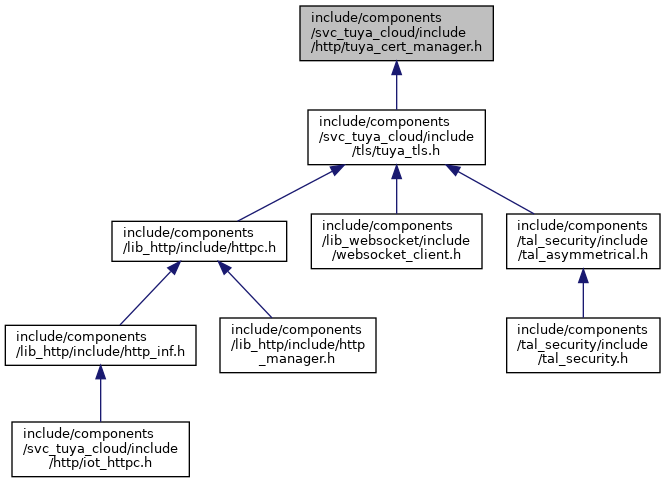 include/components
/svc_tuya_cloud/include
/http/tuya_cert_manager.h
include/components
/svc_tuya_cloud/include
/tls/tuya_tls.h
include/components
/lib_http/include/httpc.h
include/components
/lib_websocket/include
/websocket_client.h
include/components
/tal_security/include
/tal_asymmetrical.h
include/components
/lib_http/include/http_inf.h
include/components
/lib_http/include/http
_manager.h
include/components
/tal_security/include
/tal_security.h
include/components
/svc_tuya_cloud/include
/http/iot_httpc.h